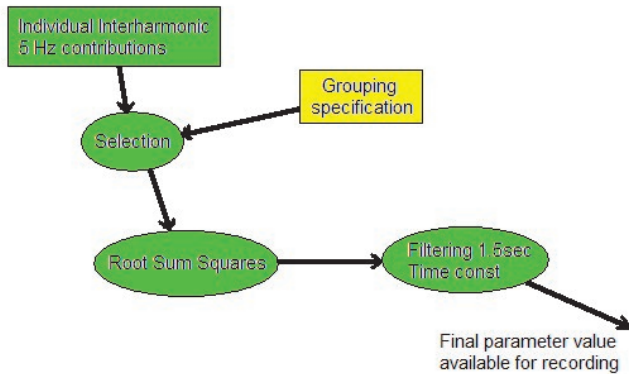 Individual Interharmonic
5 Hz contributions
Grouping
specification
Selection
Root Sum Squares
Filtering 1.5sec
Time const
Final parameter value
available for recording